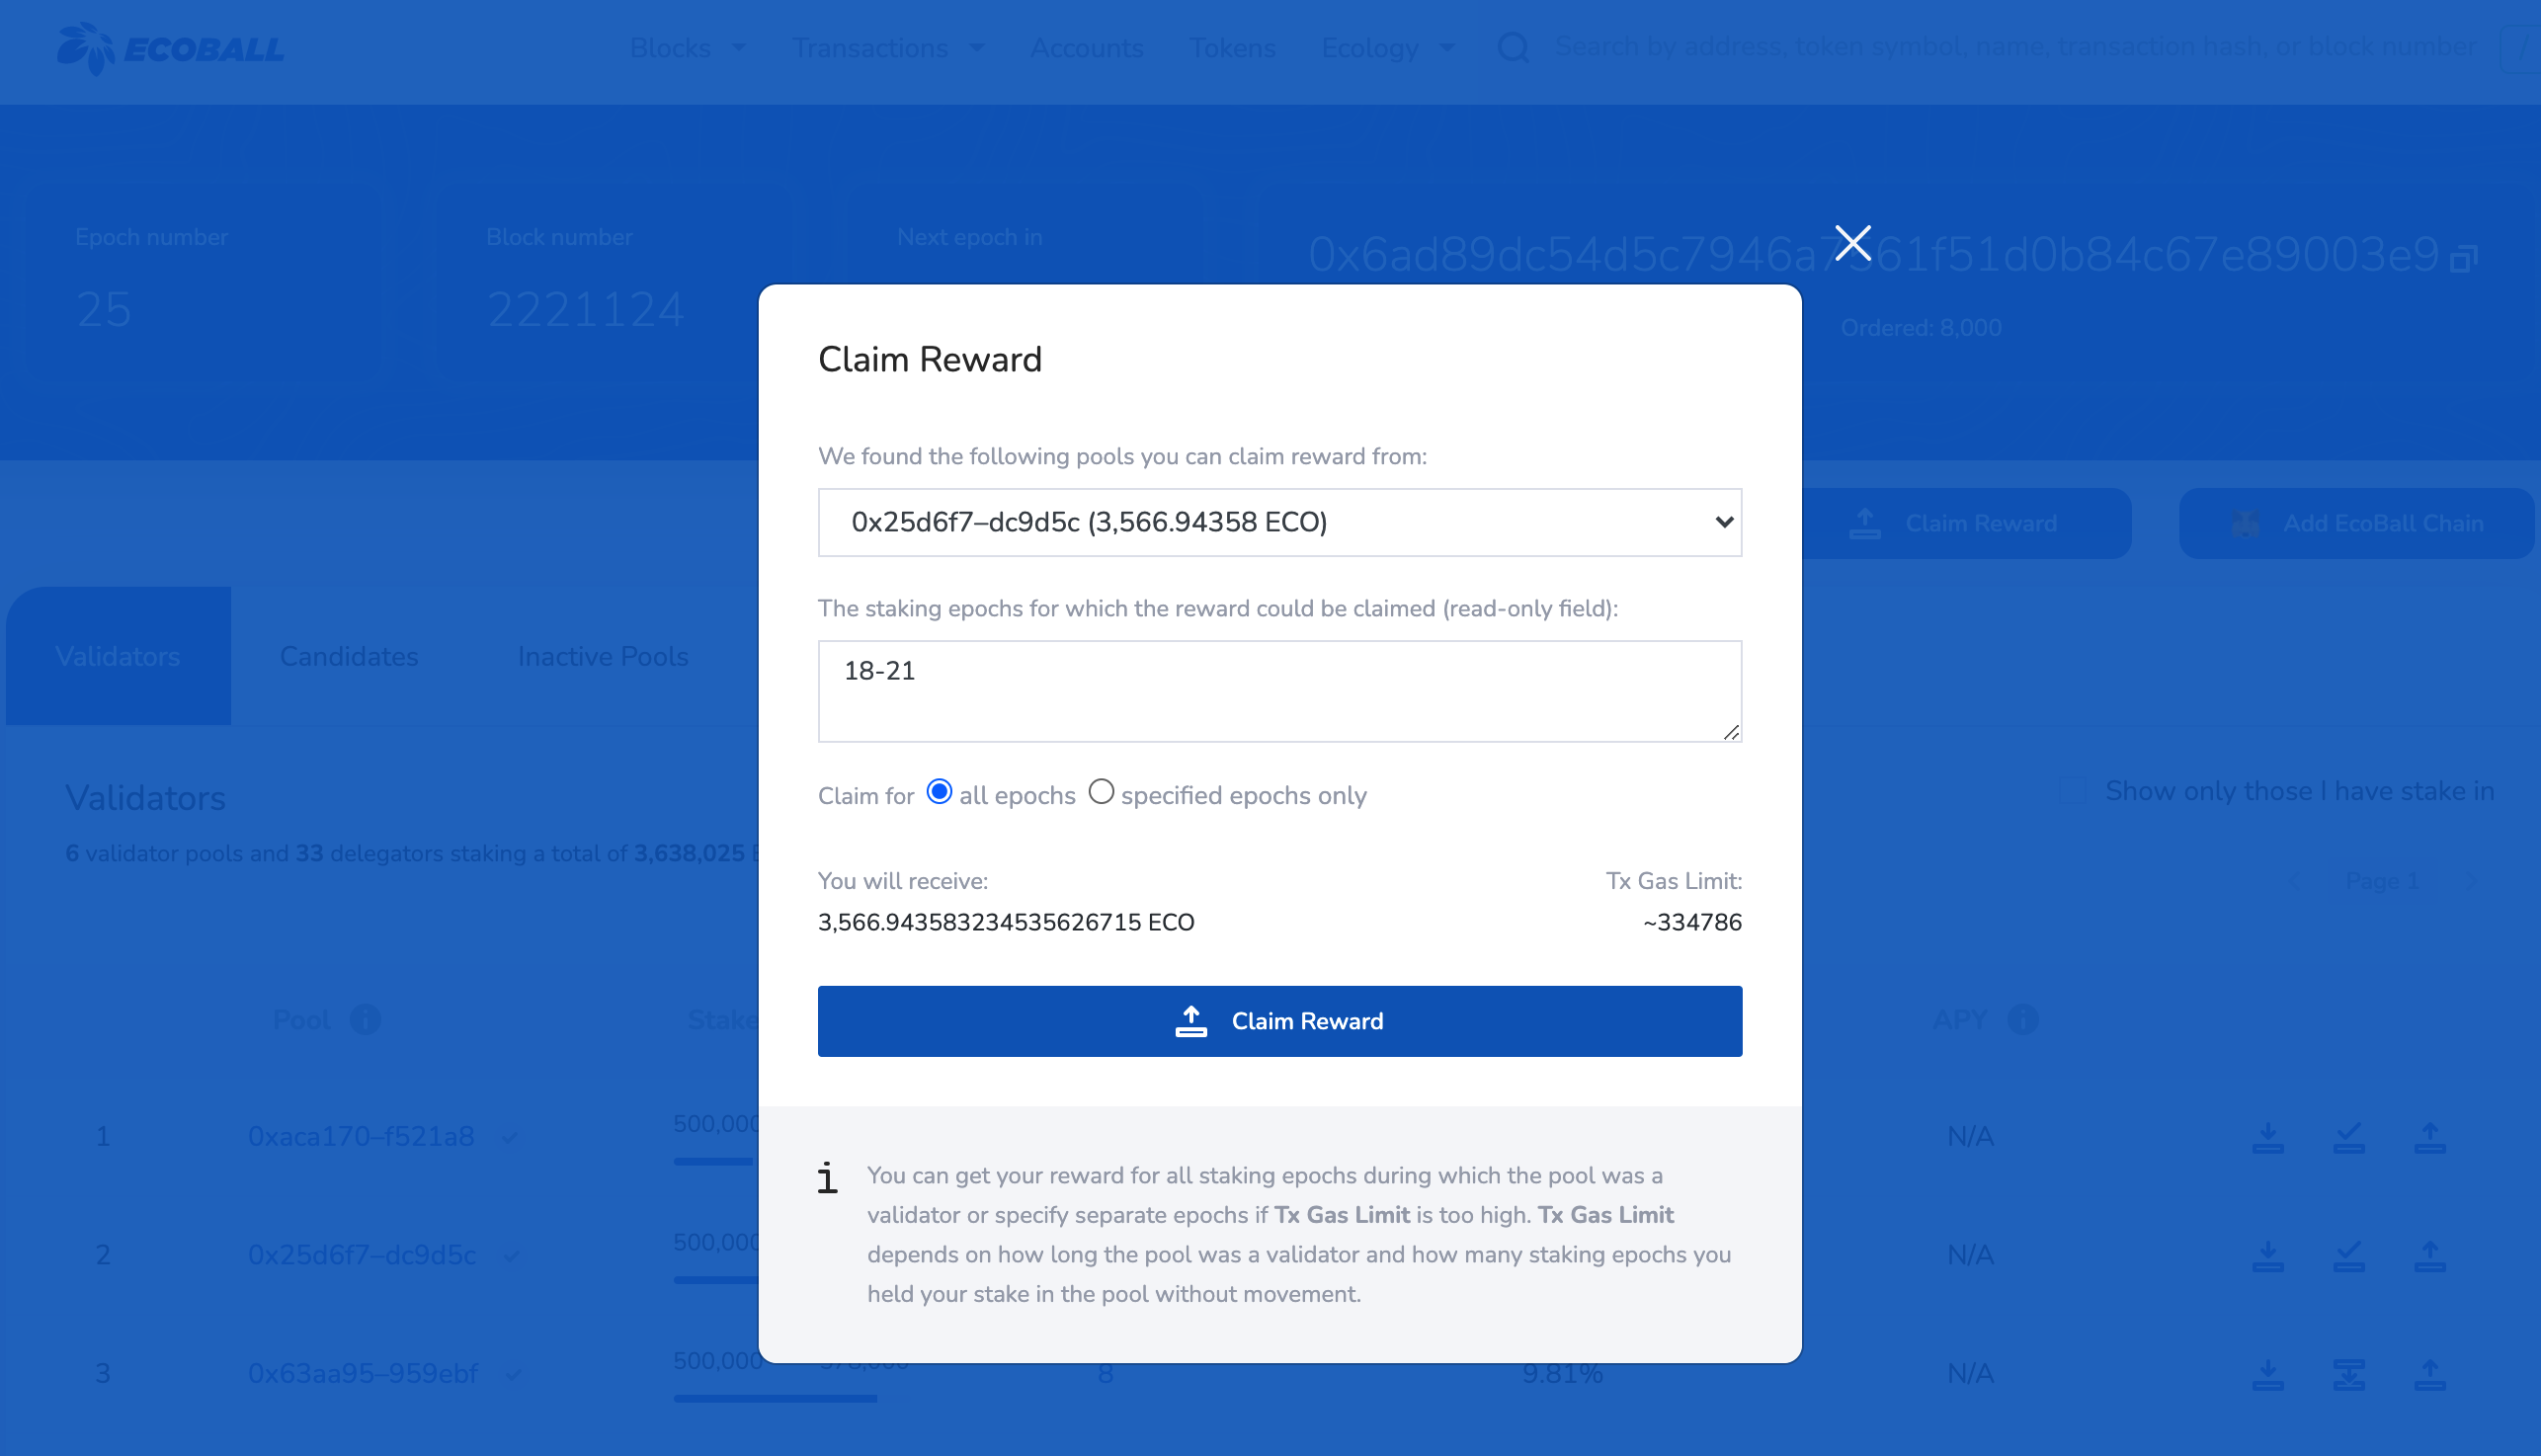 ECOBALL
Blocks Transactions Accounts Tokens Ecology Search by address, token symbol, name, transaction hash, or block number /
Epoch number
25
Block number
2221124
Next epoch in
0x6ad89dc54d5c7946a7561f51d0b84c67e89003e9
Ordered: 8,000
Claim Reward
We found the following pools you can claim reward from:
0x25d6f7–dc9d5c (3,566.94358 ECO)
The staking epochs for which the reward could be claimed (read-only field):
18-21
Claim for all epochs specified epochs only
You will receive: Tx Gas Limit:
3,566.943583234535626715 ECO ~334786
Claim Reward
i You can get your reward for all staking epochs during which the pool was a
validator or specify separate epochs if Tx Gas Limit is too high. Tx Gas Limit
depends on how long the pool was a validator and how many staking epochs you
held your stake in the pool without movement.
Claim Reward Add EcoBall Chain
Validators Candidates Inactive Pools
Validators
Show only those I have stake in
6 validator pools and 33 delegators staking a total of 3,638,025
Page 1
Pool Stake APY
1 0xaca170–f521a8 500,000 N/A
2 0x25d6f7–dc9d5c 500,000 N/A
3 0x63aa95–959ebf 500,000 8 9.81% N/A